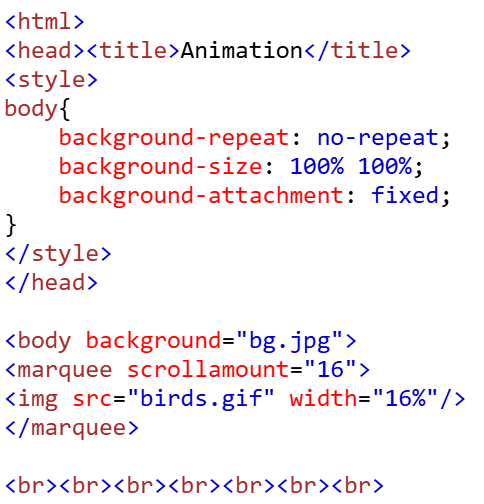 <html>
<head><title>Animation</title>
<style>
body{
    background-repeat: no-repeat;
    background-size: 100% 100%;
    background-attachment: fixed;
}
</style>
</head>

<body background="bg.jpg">
<marquee scrollamount="16">
<img src="birds.gif" width="16%"/>
</marquee>

<br><br><br><br><br><br><br>